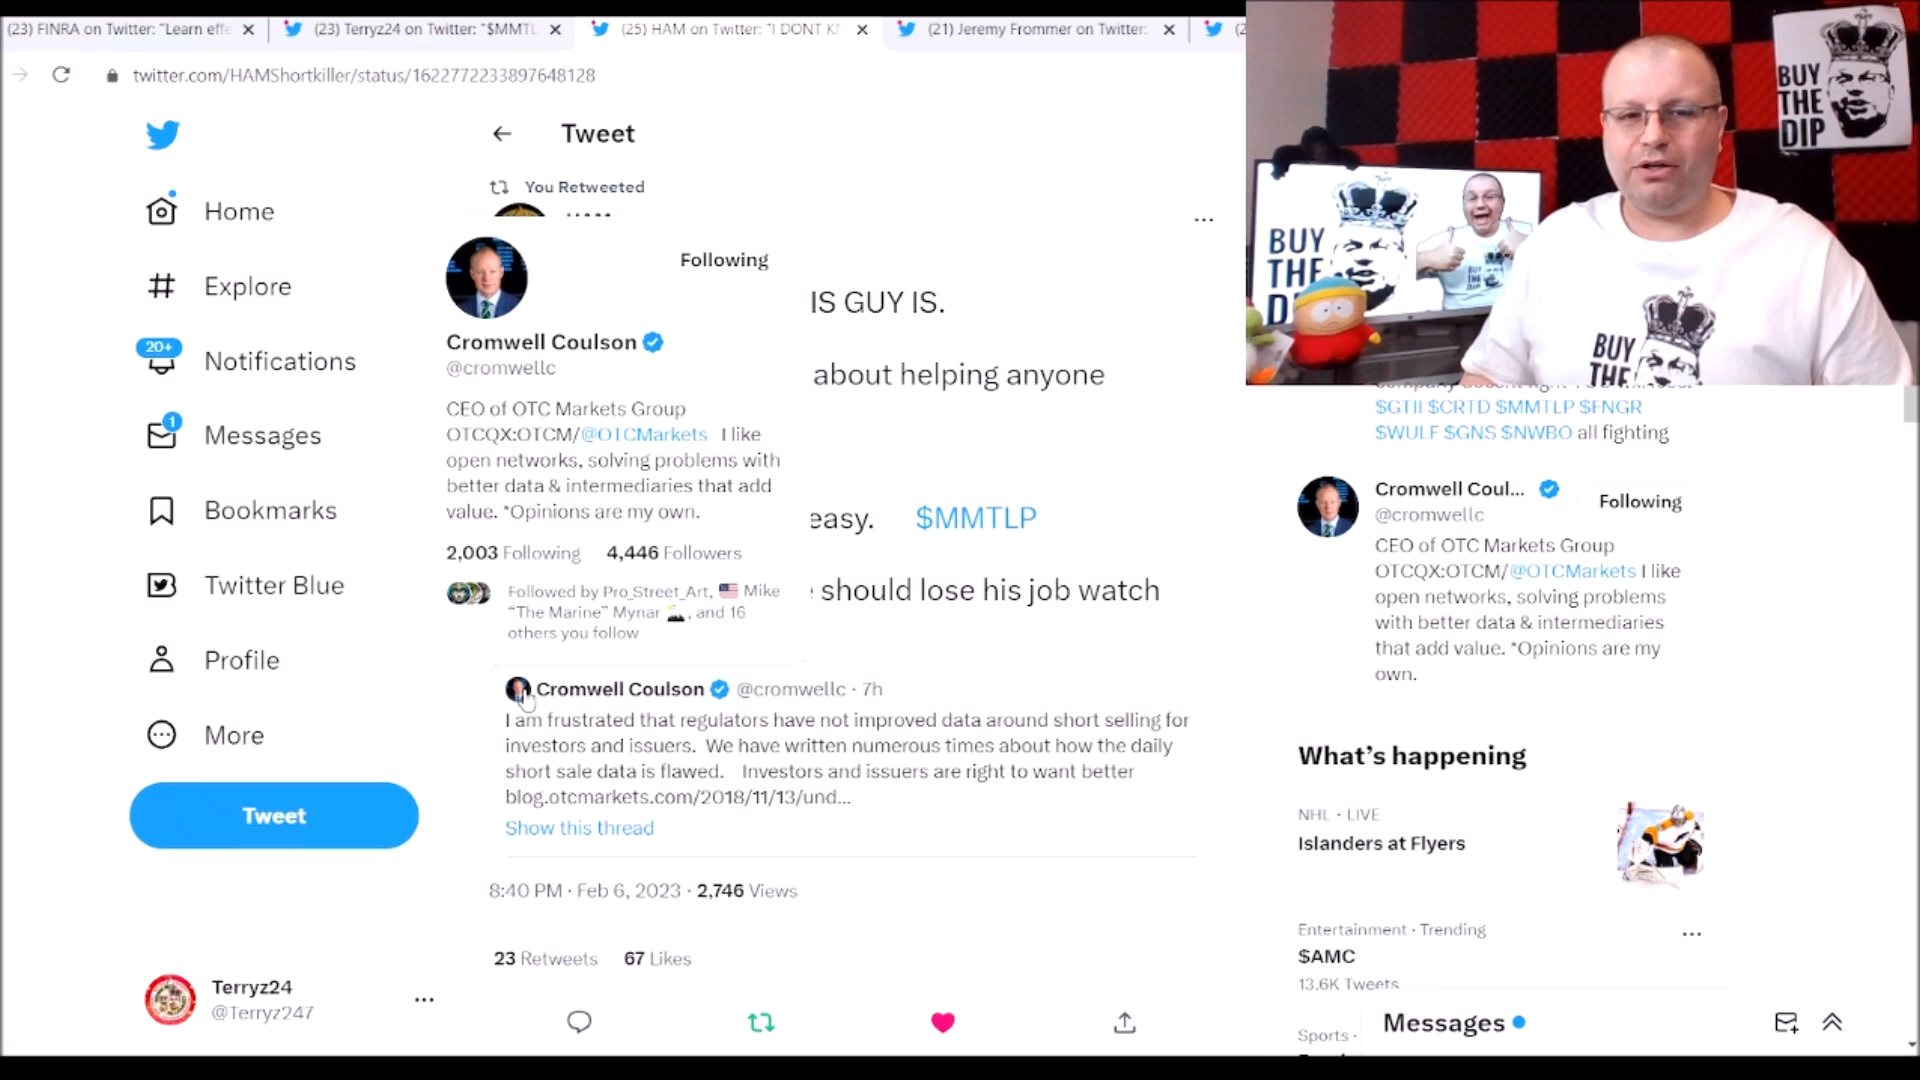 (23) FINRA on Twitter: "Learn effe
(23) Terryz24 on Twitter: "$MMTL
(25) HAM on Twitter: "I DONT K
(21) Jeremy Frommer on Twitter:
twitter.com/HAMShortkiller/status/1622772233897648128
Home
Explore
20+
Notifications
1
Messages
Bookmarks
Twitter Blue
Profile
More
Tweet
Terryz24
@Terryz247
Tweet
You Retweeted
Following
Cromwell Coulson
@cromwellc
CEO of OTC Markets Group
OTCQX:OTCM/@OTCMarkets I like
open networks, solving problems with
better data & intermediaries that add
value. *Opinions are my own.
2,003 Following 4,446 Followers
Followed by Pro_Street_Art, Mike
"The Marine" Mynar, and 16
others you follow
IS GUY IS.
about helping anyone
easy. $MMTLP
should lose his job watch
Cromwell Coulson @cromwellc · 7h
I am frustrated that regulators have not improved data around short selling for
investors and issuers. We have written numerous times about how the daily
short sale data is flawed. Investors and issuers are right to want better
blog.otcmarkets.com/2018/11/13/und...
Show this thread
8:40 PM · Feb 6, 2023 · 2,746 Views
23 Retweets 67 Likes
BUY
THE
DIP
BUY
THE
D
BUY
THE
$GTII $CRTD $MMTLP $FNGR
$WULF $GNS $NWBO all fighting
Cromwell Coul...
@cromwellc
Following
CEO of OTC Markets Group
OTCQX:OTCM/@OTCMarkets I like
open networks, solving problems
with better data & intermediaries
that add value. *Opinions are my
own.
What's happening
NHL · LIVE
Islanders at Flyers
Entertainment · Trending
$AMC
13.6K Tweets
Sports ·
Messages